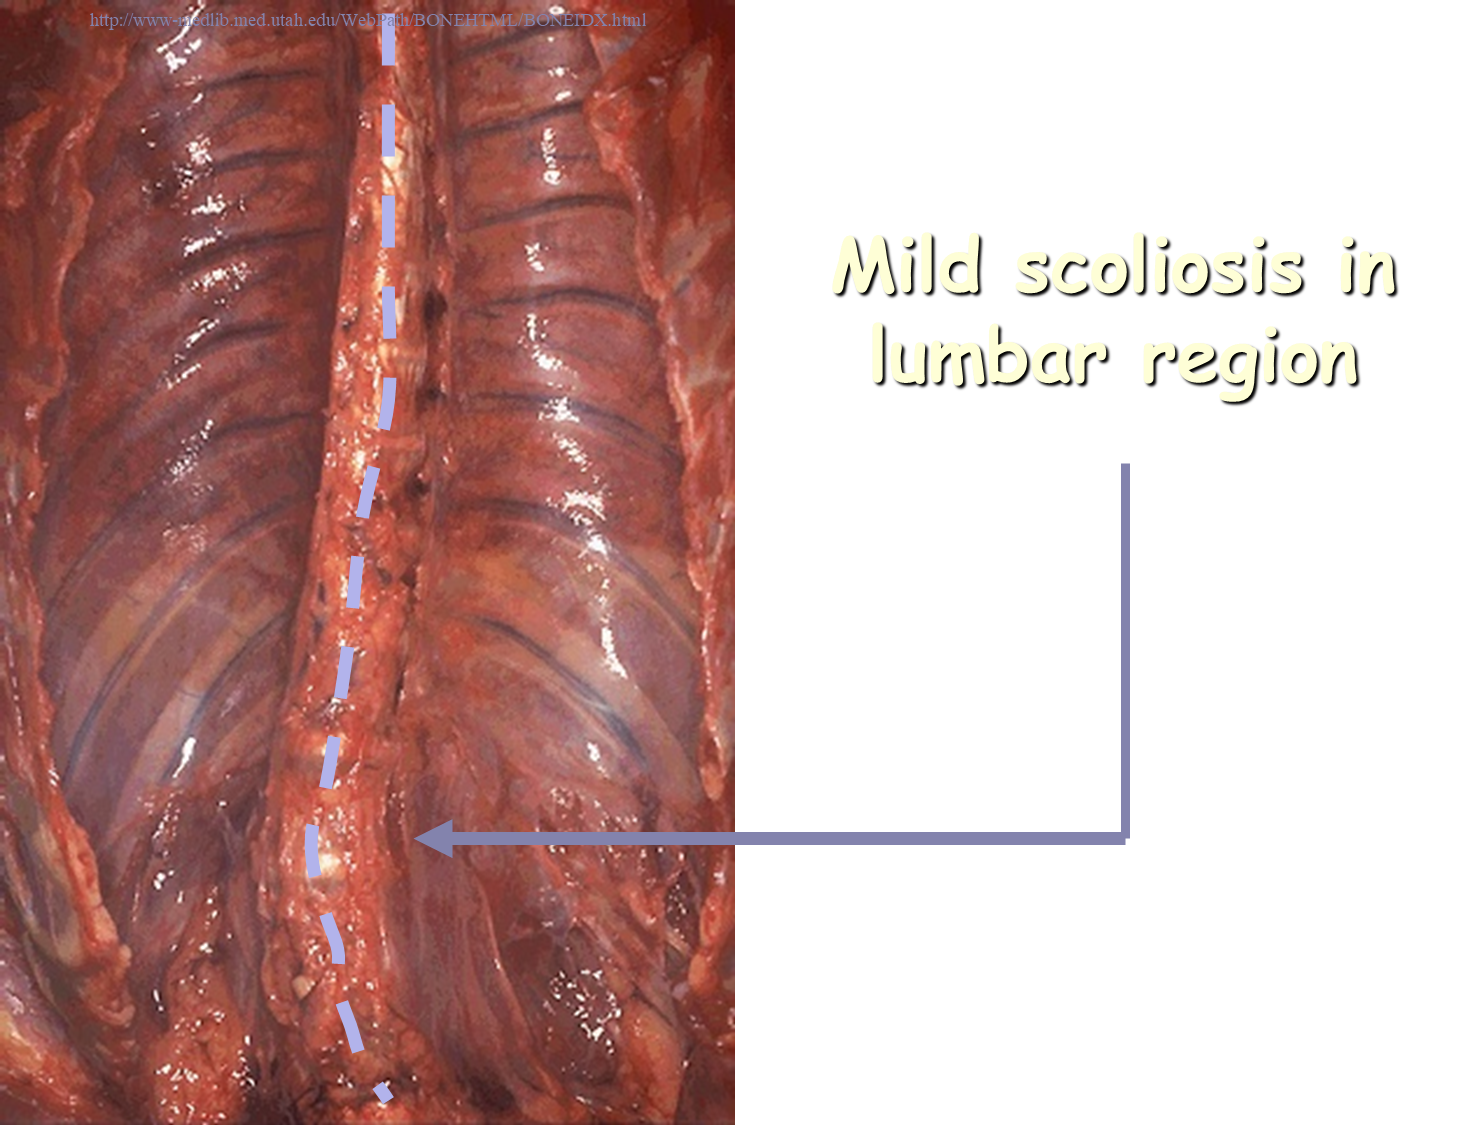 http://www-medlib.med.utah.edu/WebPath/BONEHTML/BONEIDX.html
Mild scoliosis in
lumbar region